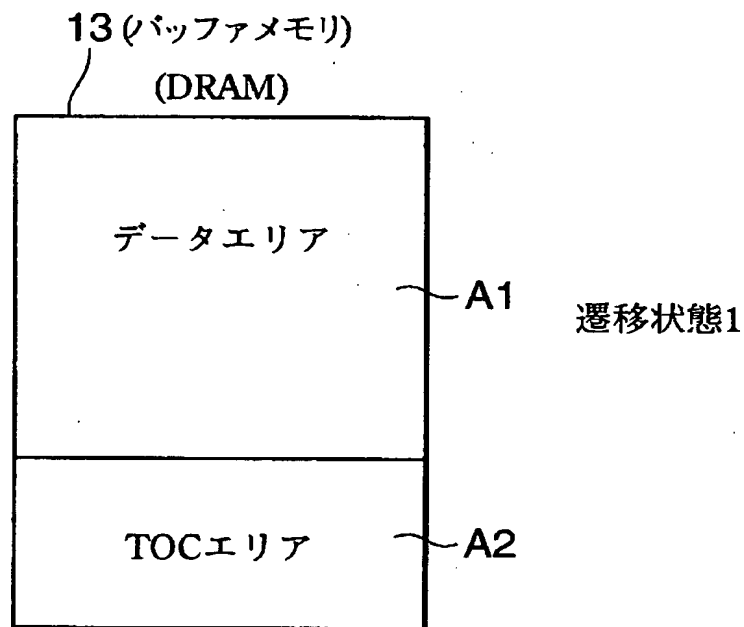 13 (バッファメモリ)
(DRAM)
データエリア
A1
遷移状態1
TOCエリア
A2